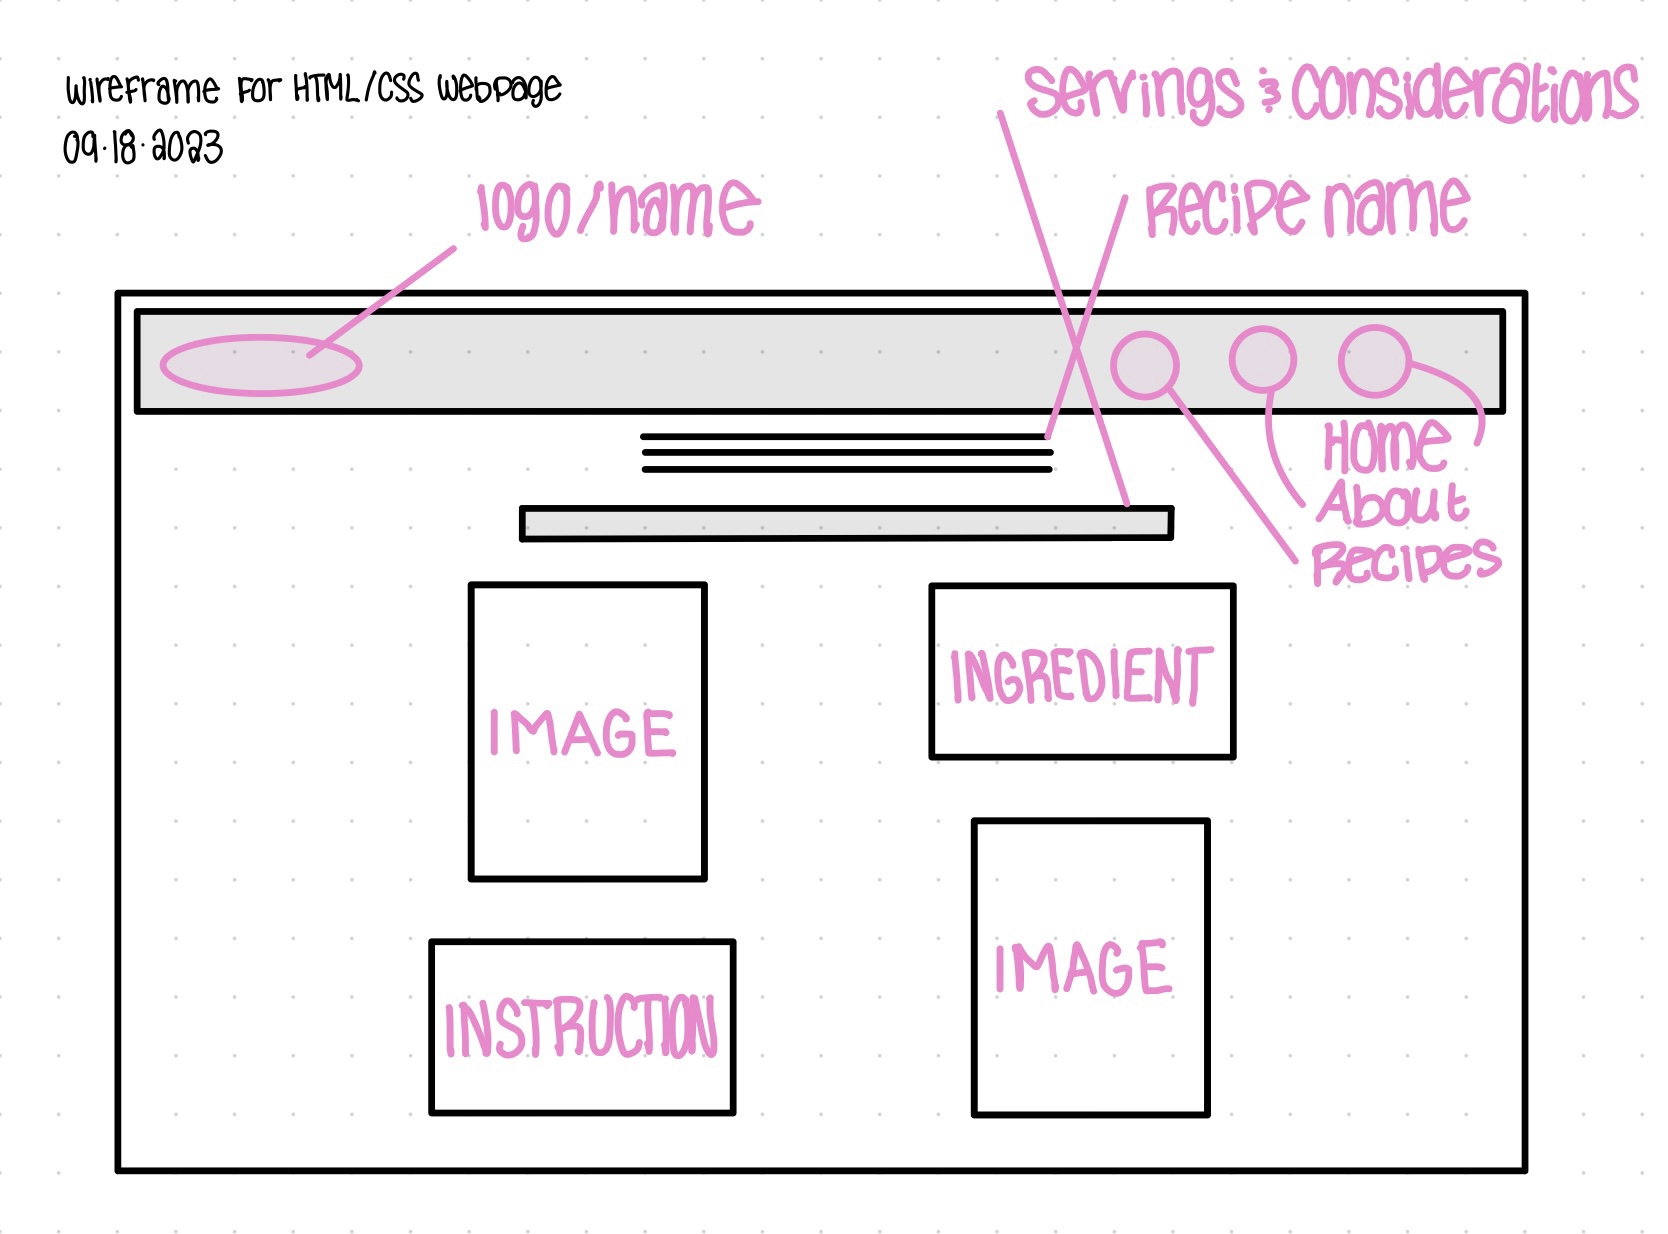 Wireframe For HTML/CSS Webpage
09.18.2023
Servings & Considerations
logo/name
Recipe name
Home
About
Recipes
IMAGE
INGREDIENT
IMAGE
INSTRUCTION